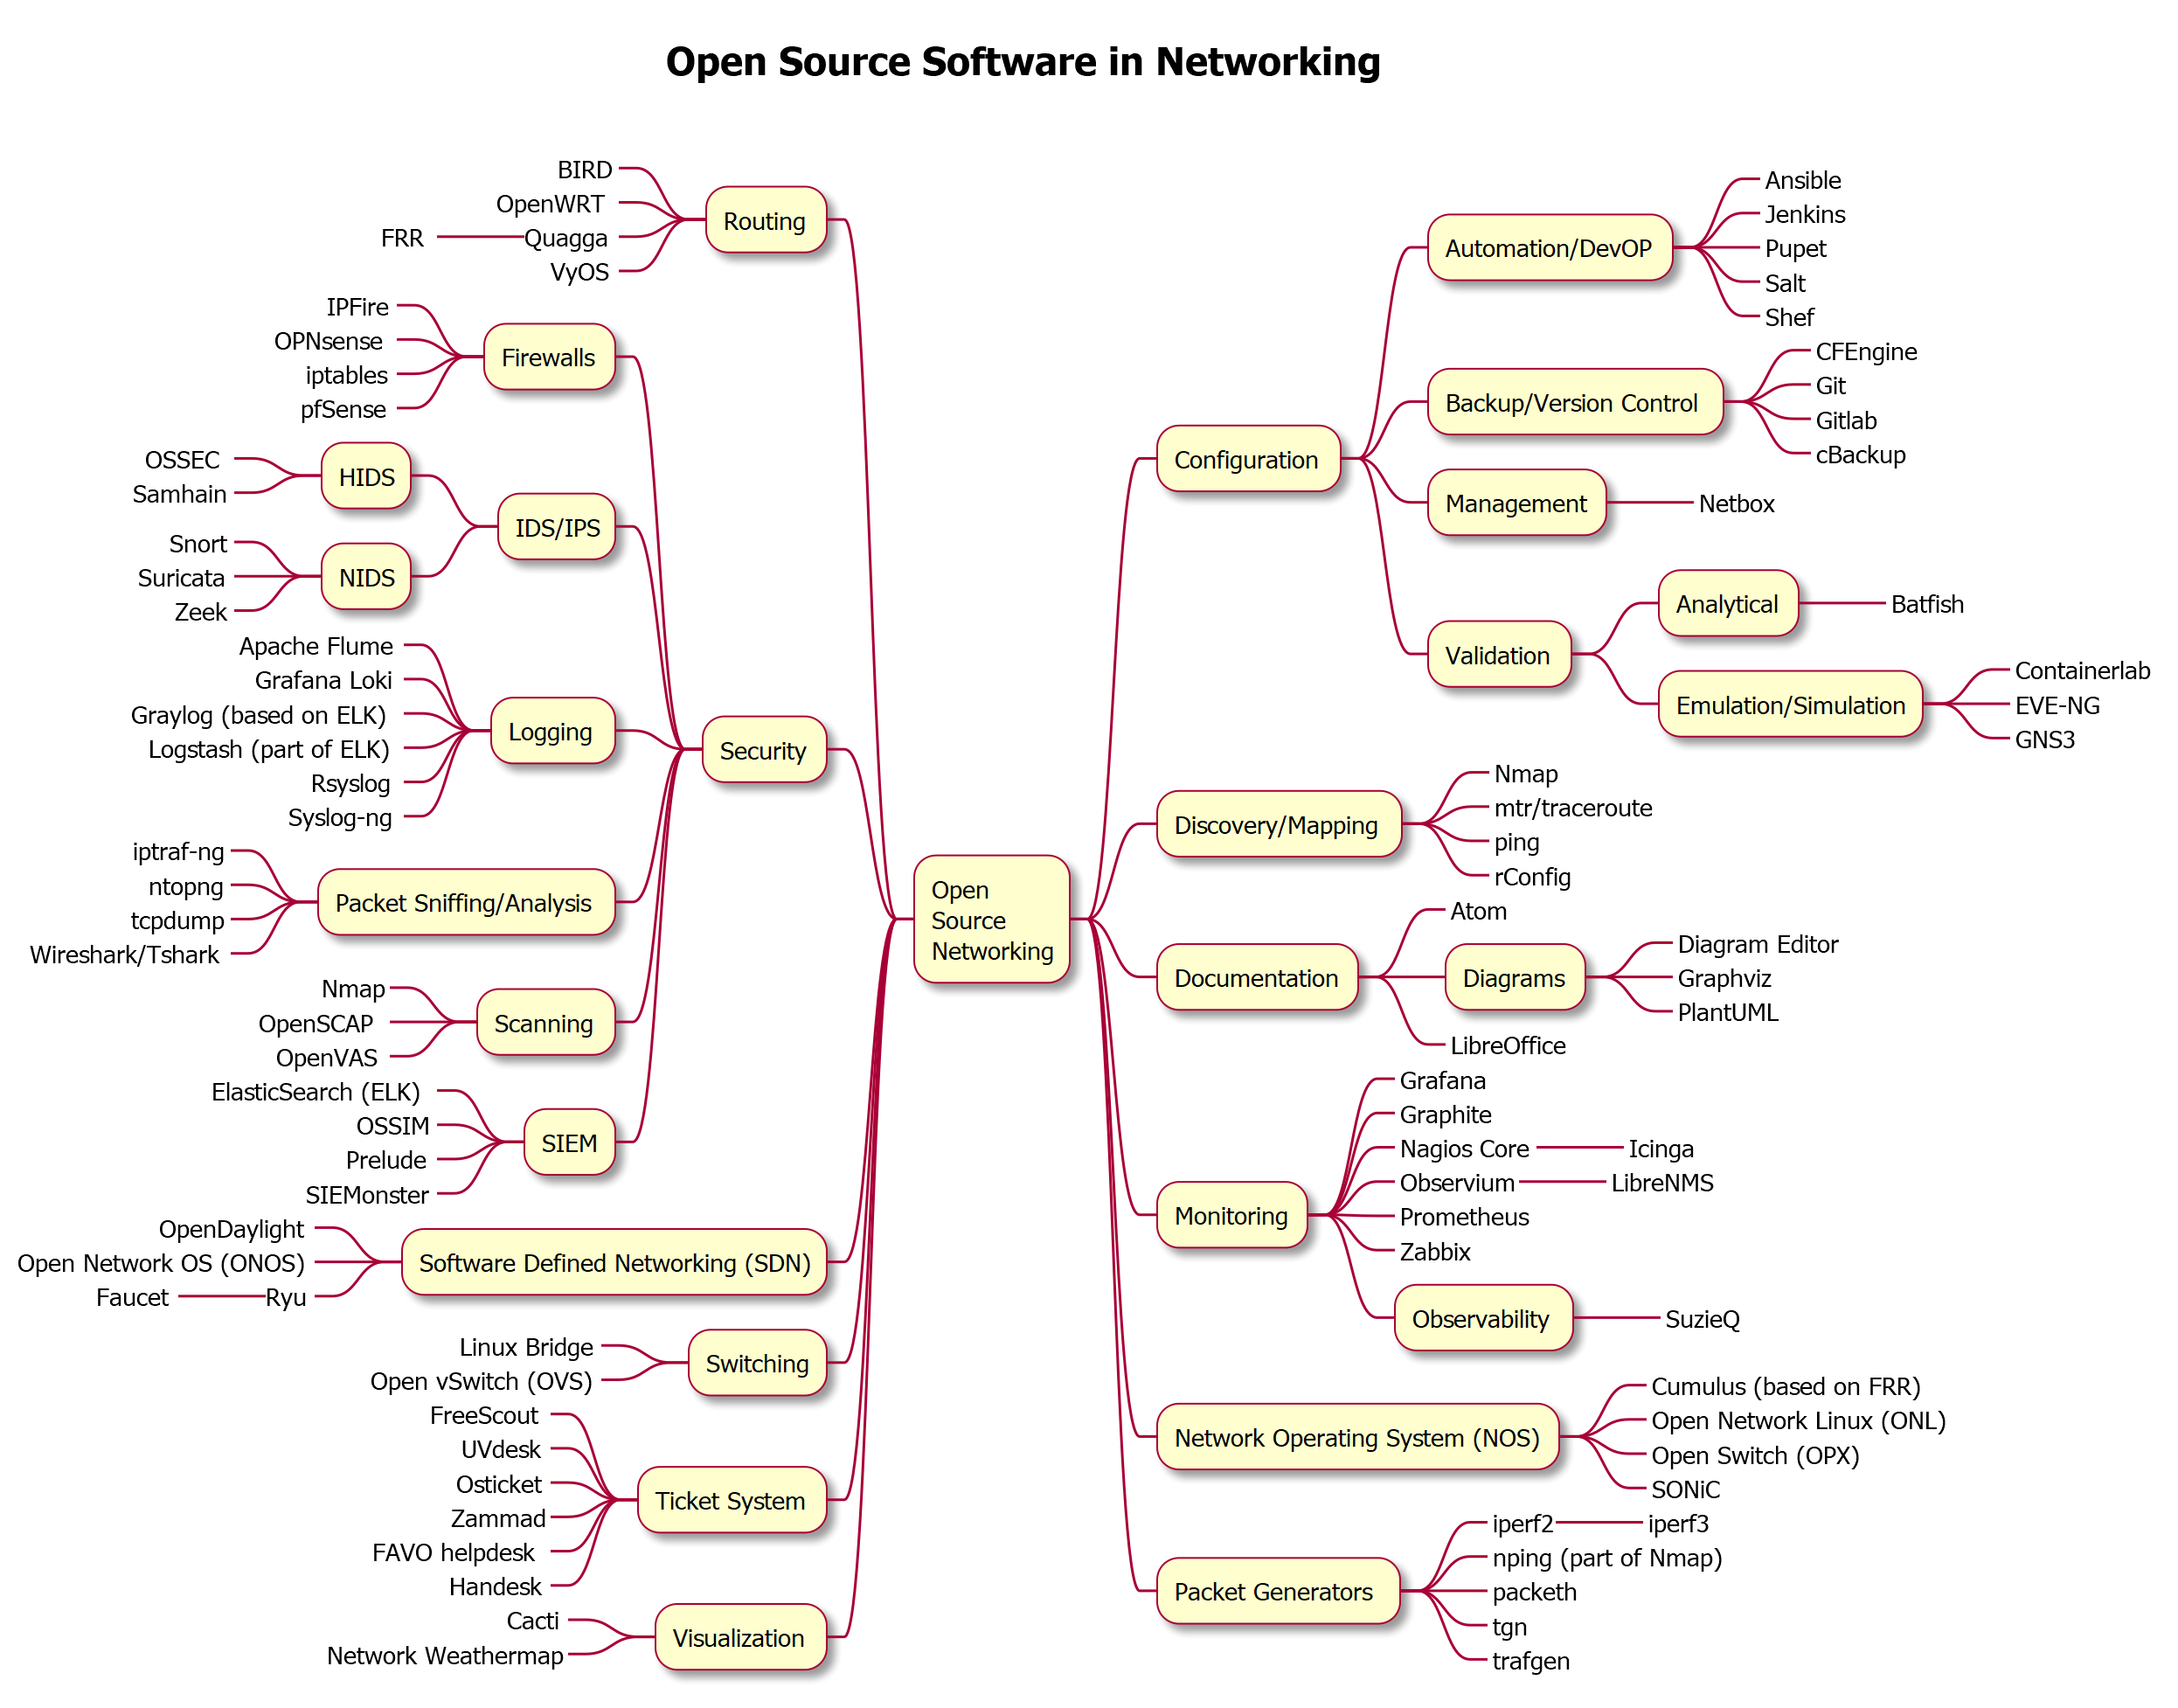 Open Source Software in Networking
BIRD
OpenWRT
FRR
Quagga
VyOS
Routing
IPFire
OPNsense
iptables
pfSense
Firewalls
OSSEC
Samhain
HIDS
Snort
Suricata
Zeek
NIDS
IDS/IPS
Apache Flume
Grafana Loki
Graylog (based on ELK)
Logstash (part of ELK)
Rsyslog
Syslog-ng
Logging
Security
iptraf-ng
ntopng
tcpdump
Wireshark/Tshark
Packet Sniffing/Analysis
Nmap
OpenSCAP
OpenVAS
Scanning
ElasticSearch (ELK)
OSSIM
Prelude
SIEMonster
SIEM
OpenDaylight
Open Network OS (ONOS)
Faucet
Ryu
Software Defined Networking (SDN)
Linux Bridge
Open vSwitch (OVS)
Switching
FreeScout
UVdesk
Osticket
Zammad
FAVO helpdesk
Handesk
Ticket System
Cacti
Network Weathermap
Visualization
Open
Source
Networking
Configuration
Automation/DevOP
Ansible
Jenkins
Pupet
Salt
Shef
Backup/Version Control
CFEngine
Git
Gitlab
cBackup
Management
Netbox
Validation
Analytical
Batfish
Emulation/Simulation
Containerlab
EVE-NG
GNS3
Discovery/Mapping
Nmap
mtr/traceroute
ping
rConfig
Documentation
Atom
Diagrams
Diagram Editor
Graphviz
PlantUML
LibreOffice
Monitoring
Grafana
Graphite
Nagios Core
Icinga
Observium
LibreNMS
Prometheus
Zabbix
Observability
SuzieQ
Network Operating System (NOS)
Cumulus (based on FRR)
Open Network Linux (ONL)
Open Switch (OPX)
SONiC
Packet Generators
iperf2
iperf3
nping (part of Nmap)
packeth
tgn
trafgen